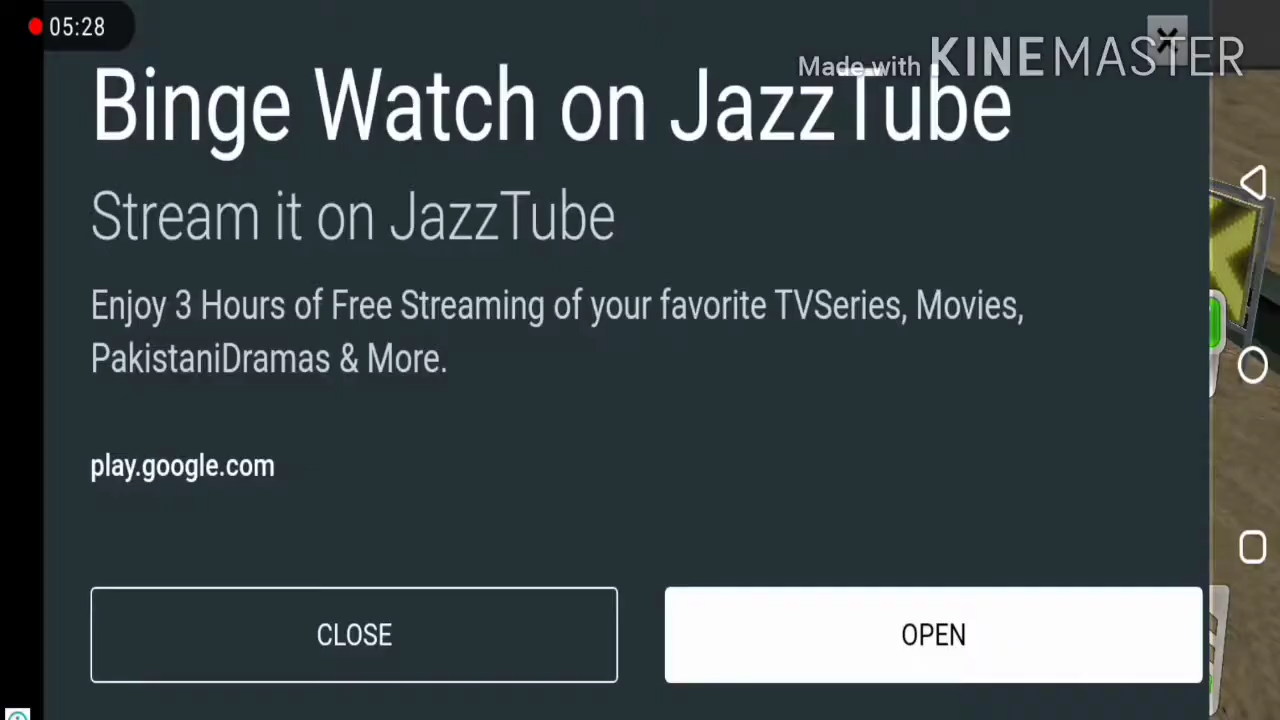 05:28
Made with KINEMASTER
Binge Watch on JazzTube
Stream it on JazzTube
Enjoy 3 Hours of Free Streaming of your favorite TVSeries, Movies,
PakistaniDramas & More.
play.google.com
CLOSE
OPEN